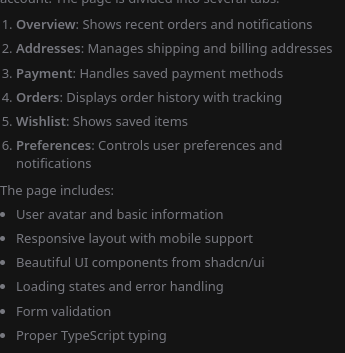 account. The page is divided into several tabs:
1. Overview: Shows recent orders and notifications
2. Addresses: Manages shipping and billing addresses
3. Payment: Handles saved payment methods
4. Orders: Displays order history with tracking
5. Wishlist: Shows saved items
6. Preferences: Controls user preferences and
notifications
The page includes:
• User avatar and basic information
• Responsive layout with mobile support
• Beautiful UI components from shadcn/ui
• Loading states and error handling
• Form validation
• Proper TypeScript typing